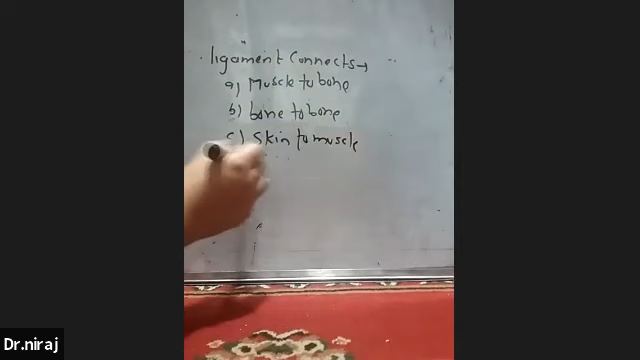 ligament Connects→
a) Muscle to bone
b) bone to bone
c) Skin to muscle
Dr.niraj